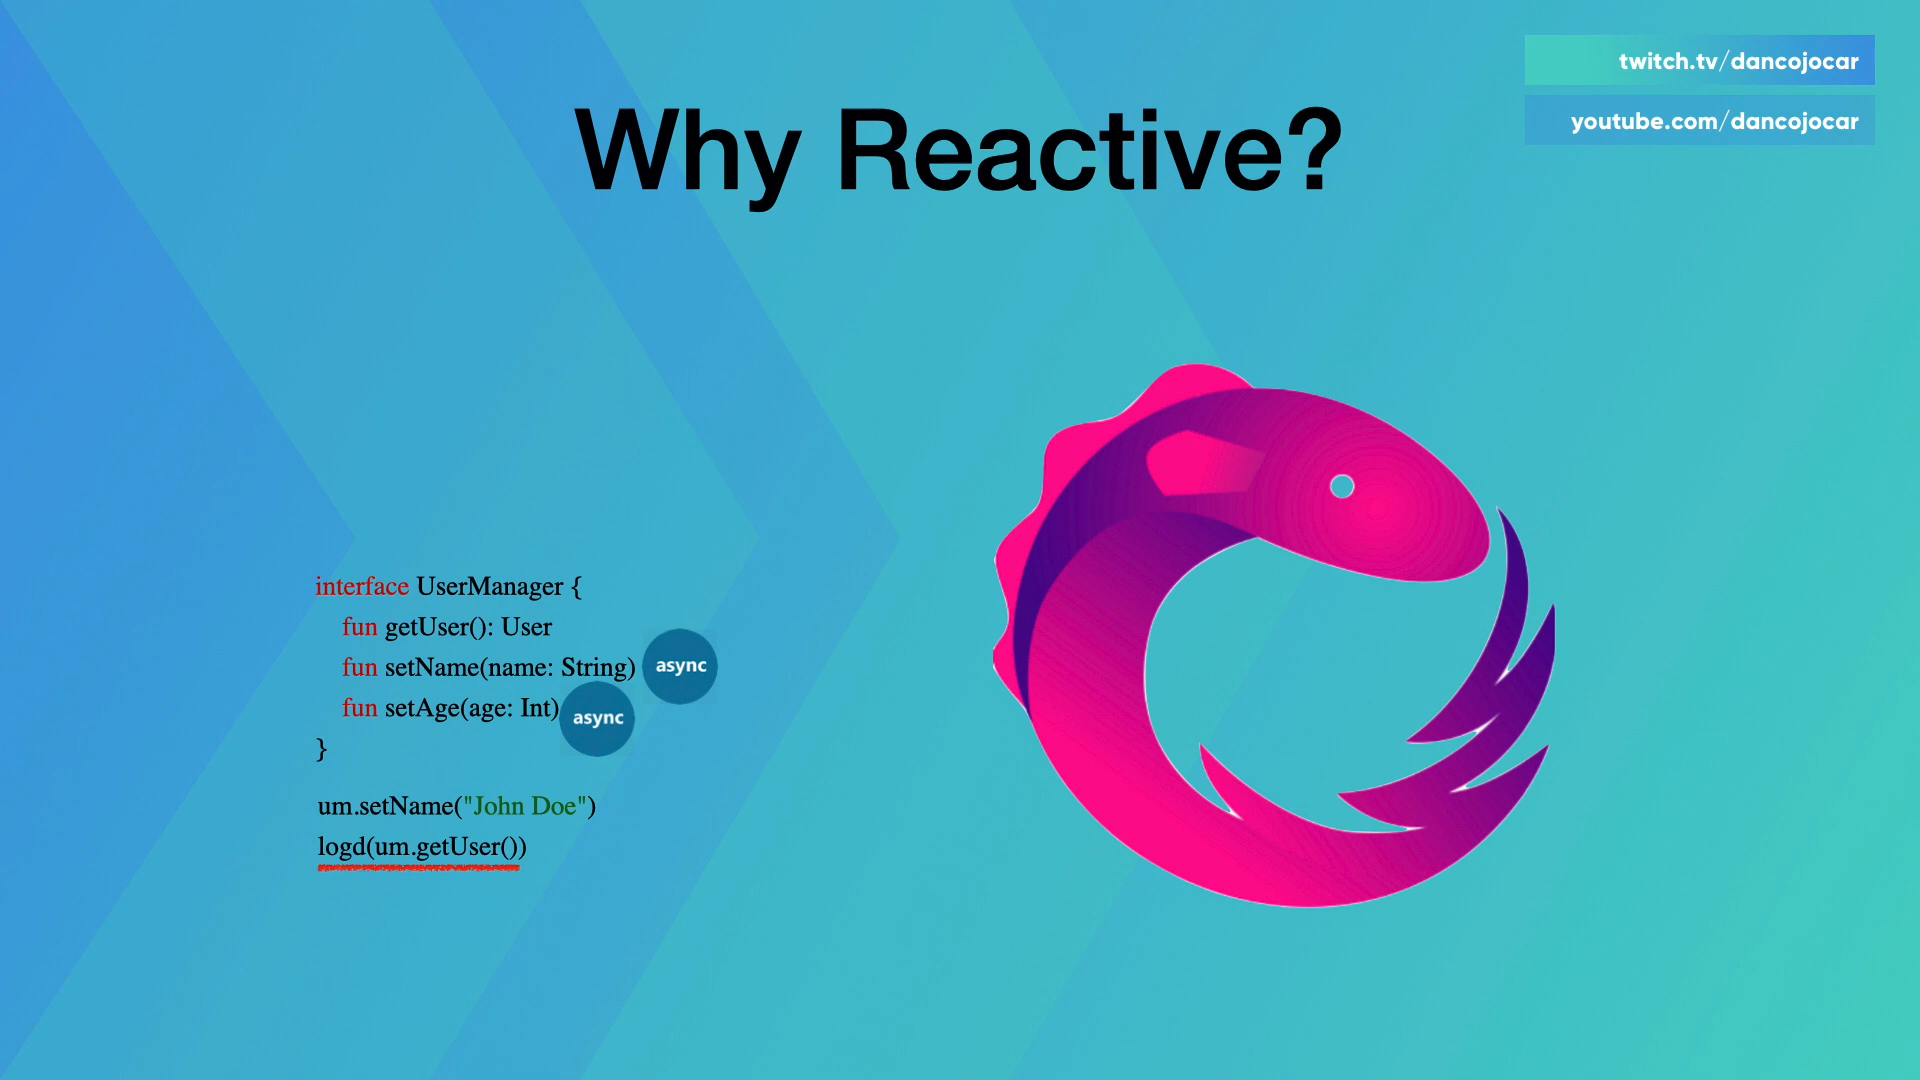 twitch.tv/dancojocar
youtube.com/dancojocar
Why Reactive?
interface UserManager {
fun getUser(): User
fun setName(name: String) async
fun setAge(age: Int) async
}
um.setName("John Doe")
logd(um.getUser())